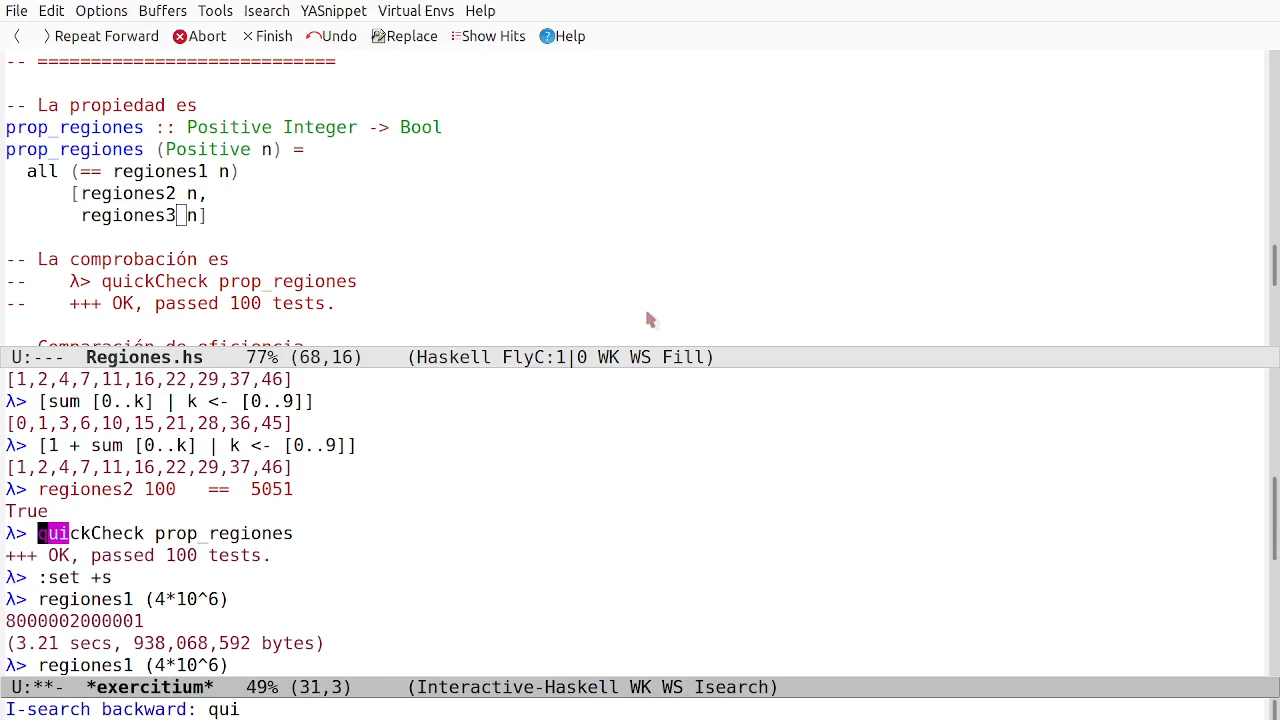 File Edit Options Buffers Tools Isearch YASnippet Virtual Envs Help
Repeat Forward Abort Finish Undo Replace Show Hits Help
-- ============================
-- La propiedad es
prop_regiones :: Positive Integer -> Bool
prop_regiones (Positive n) =
  all (== regiones1 n)
      [regiones2 n,
       regiones3 n]
-- La comprobación es
--    λ> quickCheck prop_regiones
--    +++ OK, passed 100 tests.
-- Comparación de eficiencia
U:---  Regiones.hs    77% (68,16)    (Haskell FlyC:1|0 WK WS Fill)
[1,2,4,7,11,16,22,29,37,46]
λ> [sum [0..k] | k <- [0..9]]
[0,1,3,6,10,15,21,28,36,45]
λ> [1 + sum [0..k] | k <- [0..9]]
[1,2,4,7,11,16,22,29,37,46]
λ> regiones2 100   ==  5051
True
λ> quickCheck prop_regiones
+++ OK, passed 100 tests.
λ> :set +s
λ> regiones1 (4*10^6)
8000002000001
(3.21 secs, 938,068,592 bytes)
λ> regiones1 (4*10^6)
U:**-  *exercitium*   49% (31,3)     (Interactive-Haskell WK WS Isearch)
I-search backward: qui